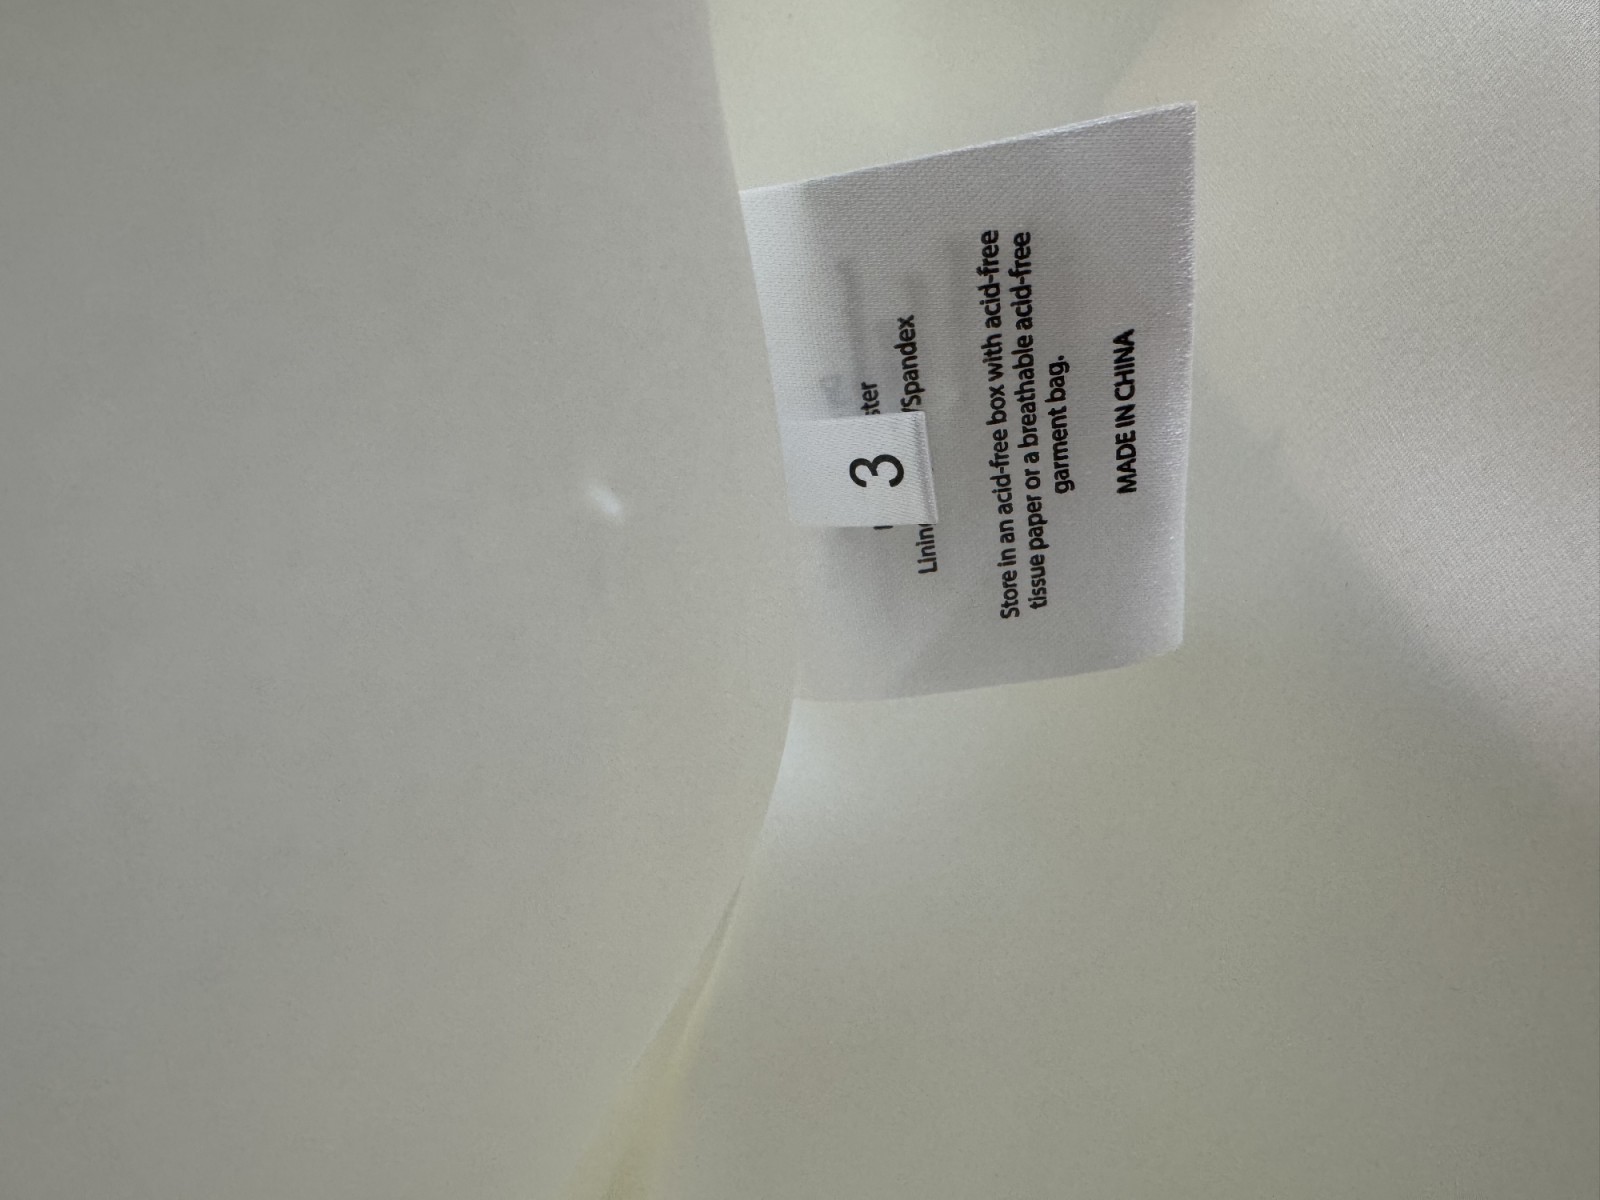 3
ster
Lining /Spandex
Store in an acid-free box with acid-free
tissue paper or a breathable acid-free
garment bag.
MADE IN CHINA